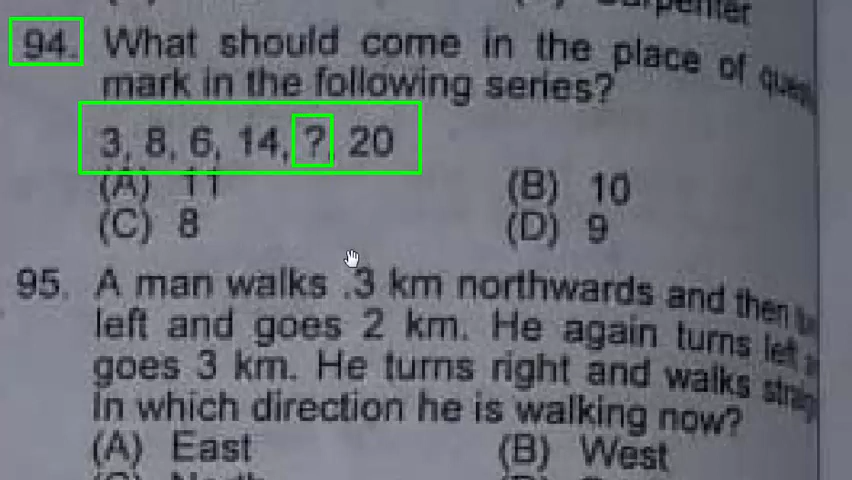 Carpenter
94. What should come in the place of
mark in the following series?
3, 8, 6, 14, ?, 20
(A) 11 (B) 10
(C) 8 (D) 9
95. A man walks .3 km northwards and then
left and goes 2 km. He again turns left
goes 3 km. He turns right and walks
In which direction he is walking now?
(A) East (B) West
North